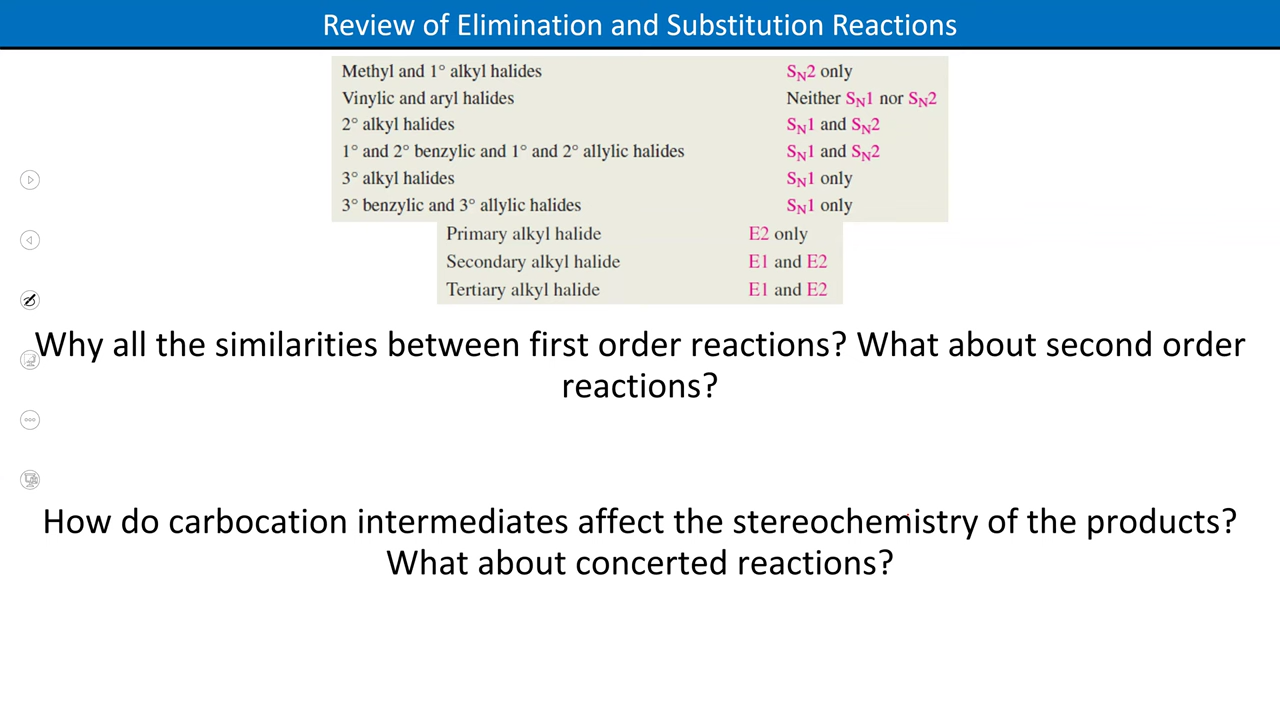 Review of Elimination and Substitution Reactions
Methyl and 1° alkyl halides SN2 only
Vinylic and aryl halides Neither SN1 nor SN2
2° alkyl halides SN1 and SN2
1° and 2° benzylic and 1° and 2° allylic halides SN1 and SN2
3° alkyl halides SN1 only
3° benzylic and 3° allylic halides SN1 only
Primary alkyl halide E2 only
Secondary alkyl halide E1 and E2
Tertiary alkyl halide E1 and E2
Why all the similarities between first order reactions? What about second order
reactions?
How do carbocation intermediates affect the stereochemistry of the products?
What about concerted reactions?